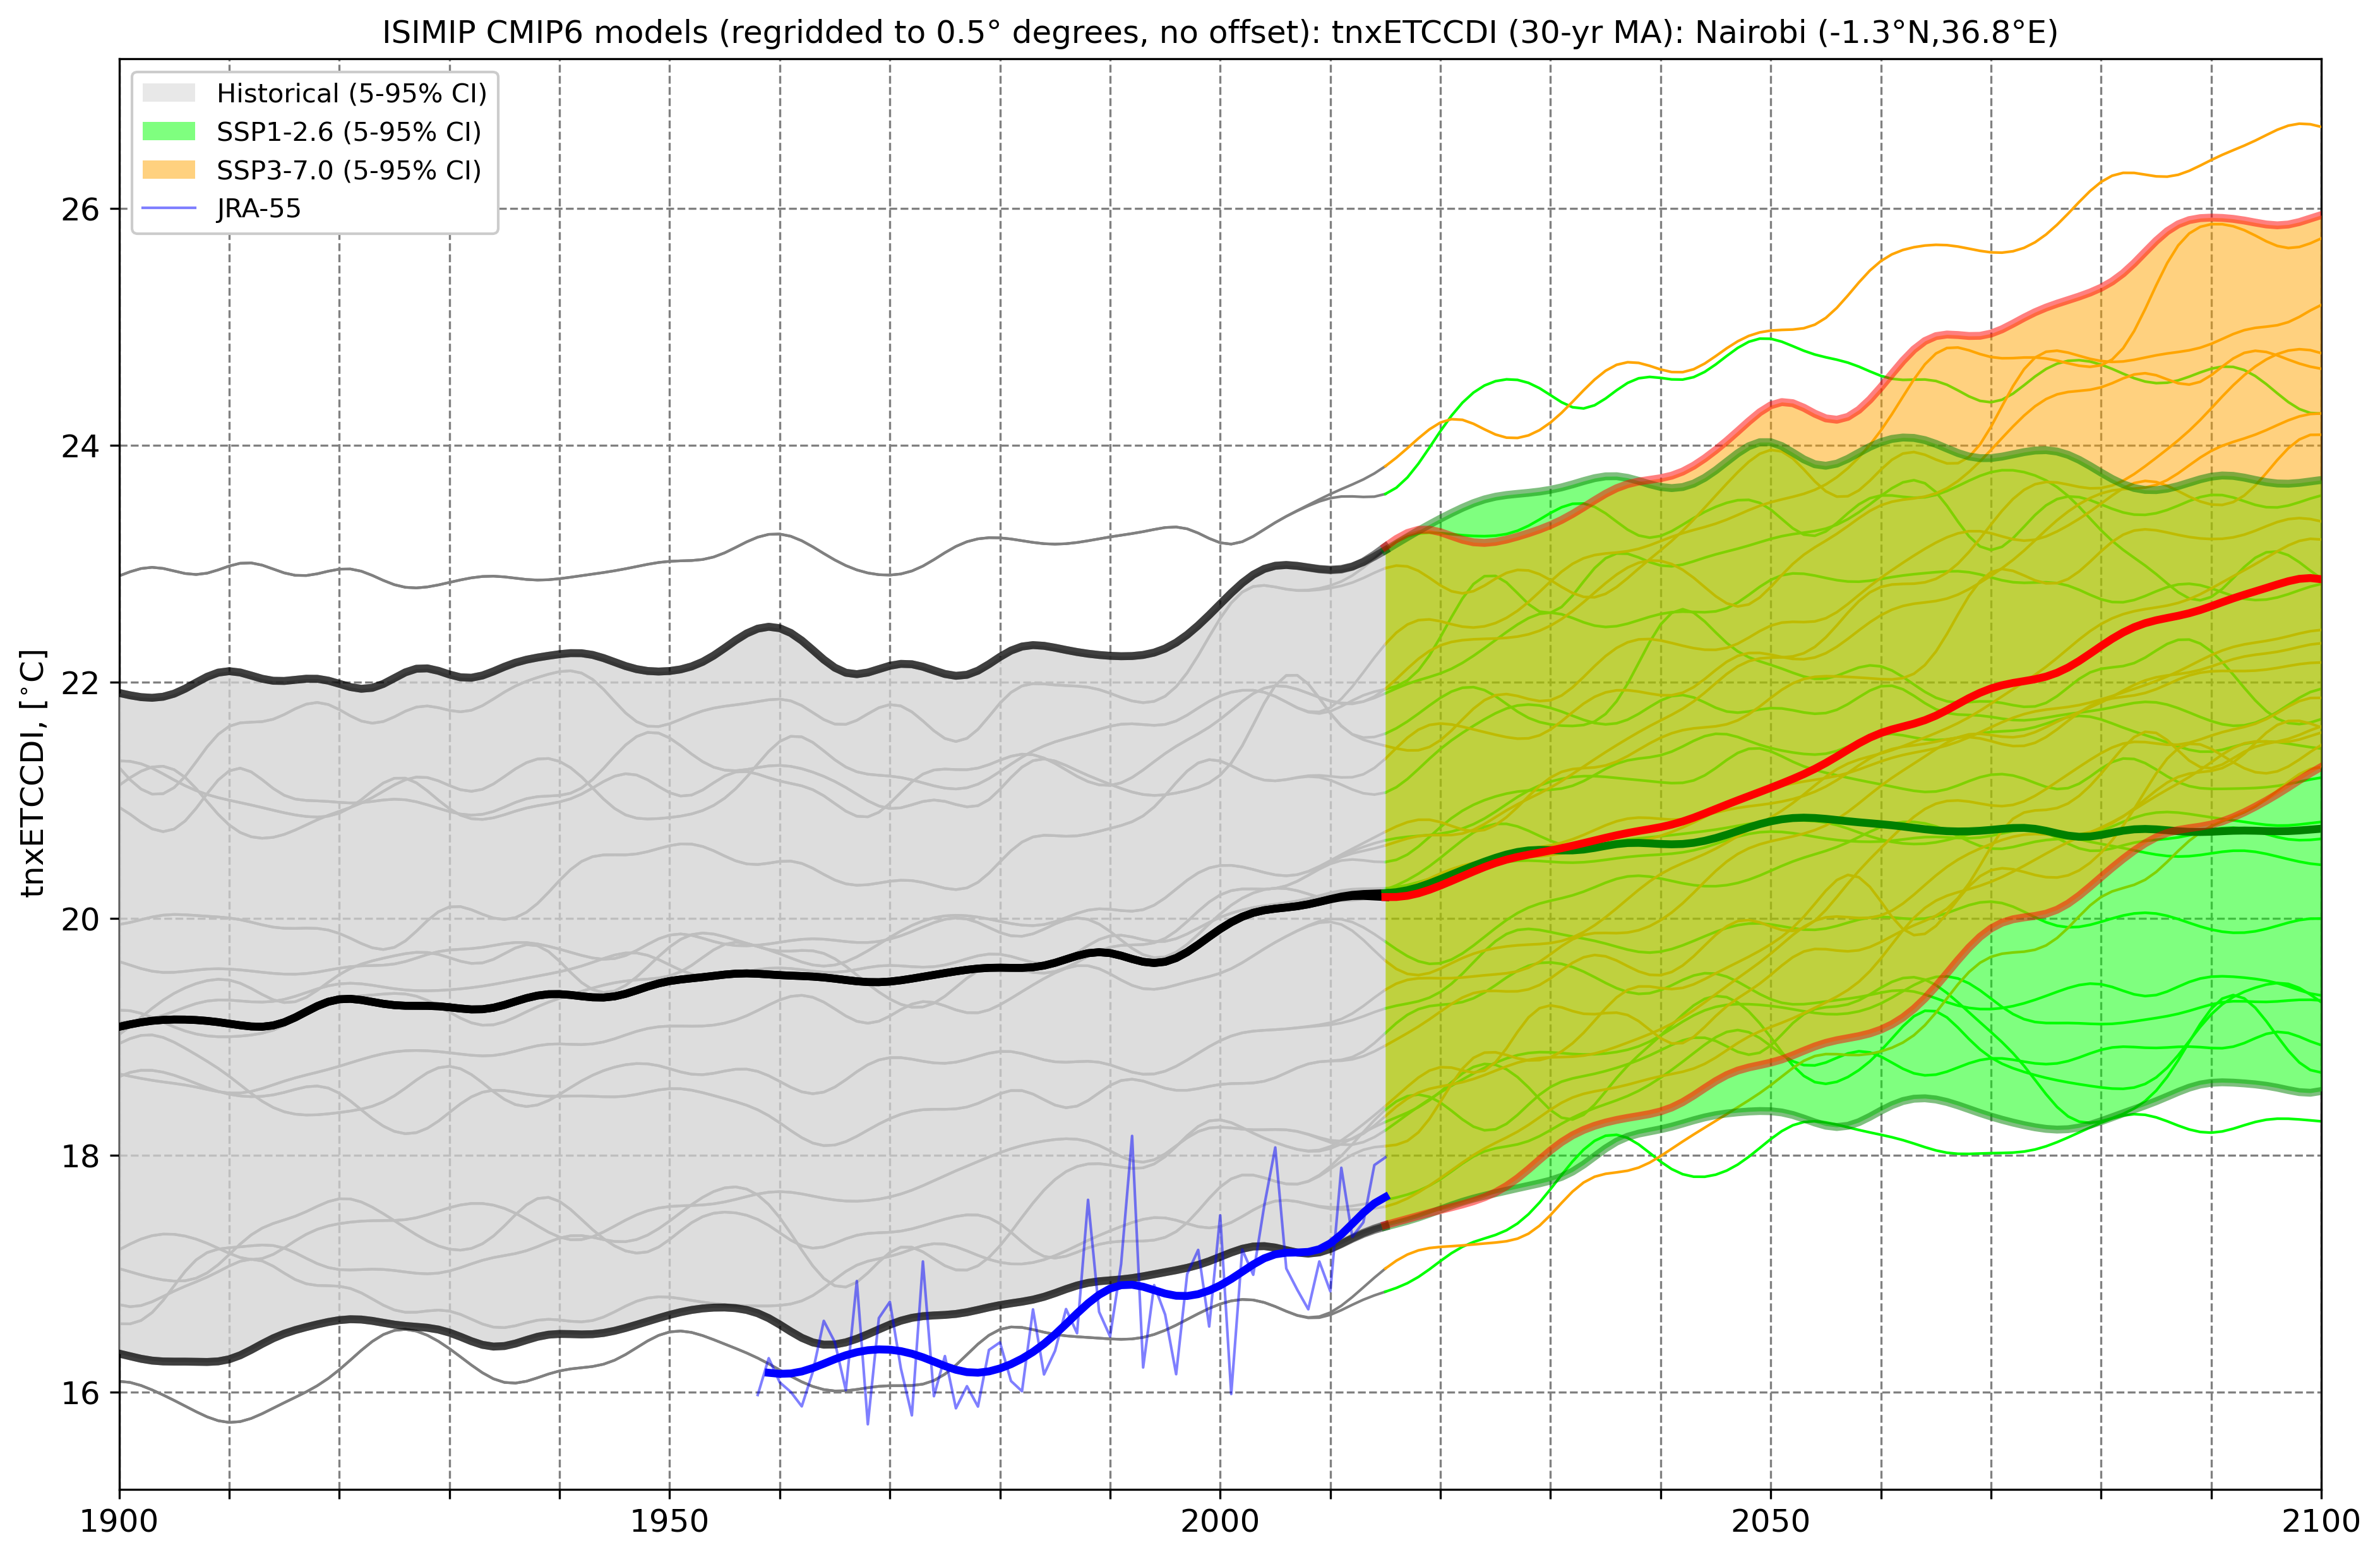 ISIMIP CMIP6 models (regridded to 0.5° degrees, no offset): tnxETCCDI (30-yr MA): Nairobi (-1.3°N,36.8°E)
Historical (5-95% CI)
SSP1-2.6 (5-95% CI)
SSP3-7.0 (5-95% CI)
JRA-55
tnxETCCDI, [°C]
26
24
22
20
18
16
1900
1950
2000
2050
2100